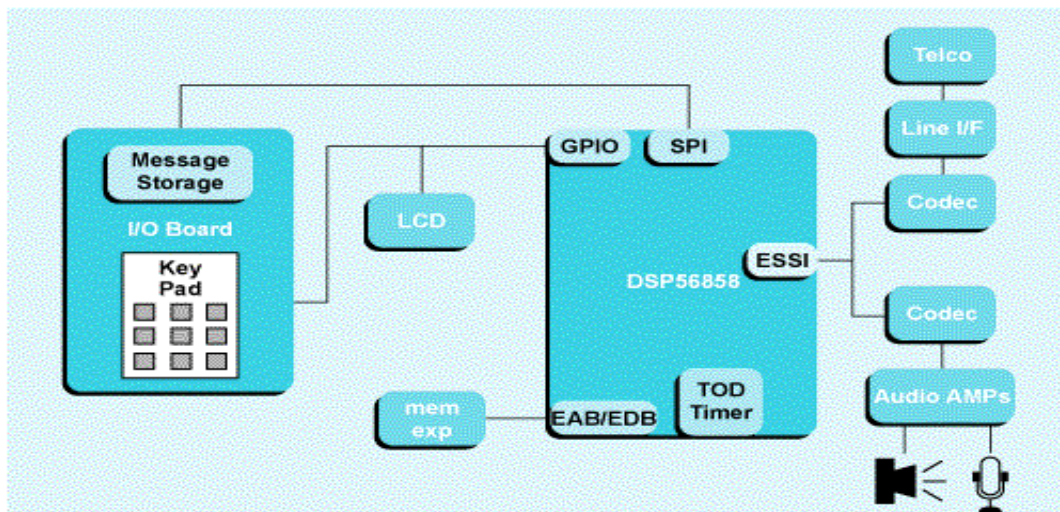 Message
Storage
I/O Board
Key
Pad
LCD
mem
exp
GPIO
SPI
ESSI
DSP56858
EAB/EDB
TOD
Timer
Telco
Line I/F
Codec
Codec
Audio AMPs